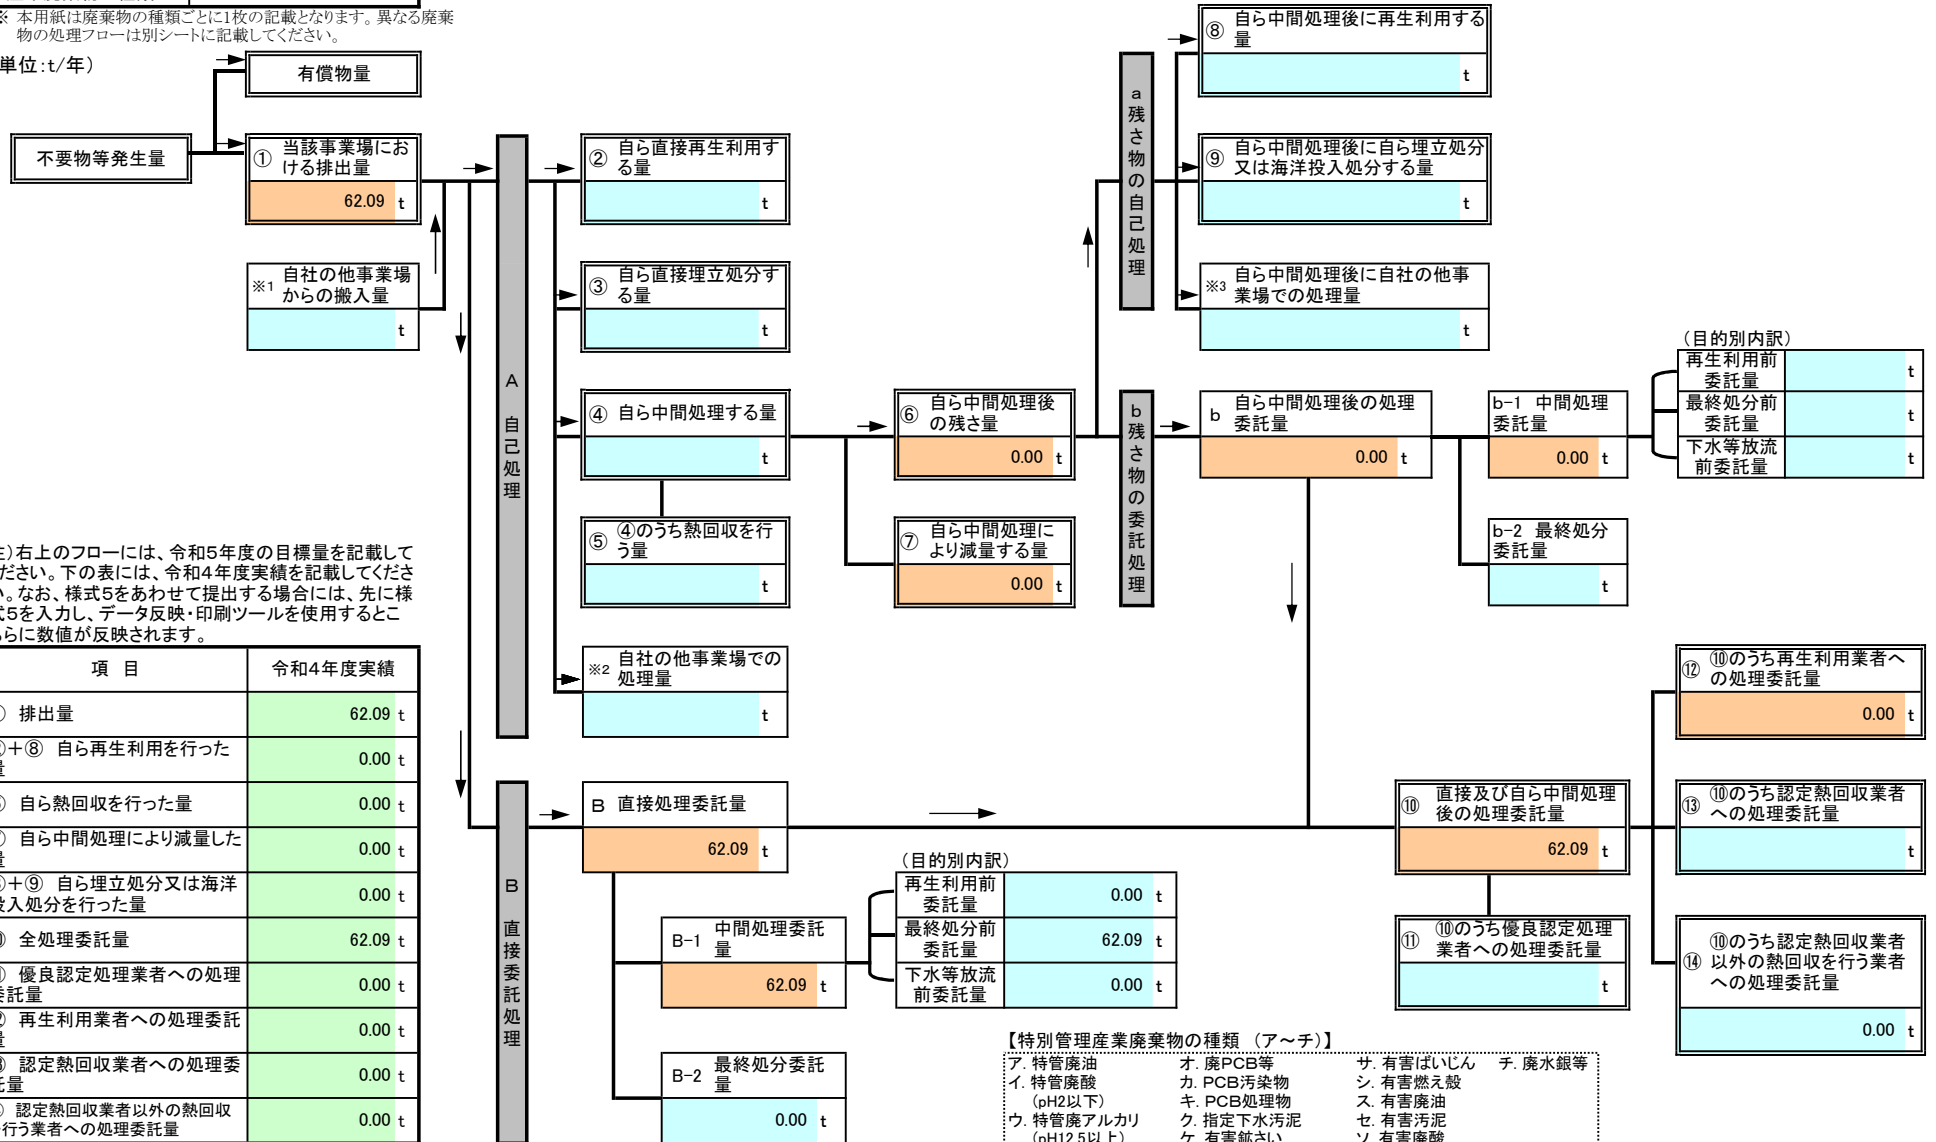 ※ 本用紙は廃棄物の種類ごとに1枚の記載となります。異なる廃棄
物の処理フローは別シートに記載してください。
単位:t/年)
有償物量
不要物等発生量
① 当該事業場にお
ける排出量
62.09 t
※1 自社の他事業場
からの搬入量
t
A 自己処理
② 自ら直接再生利用す
る量
t
③ 自ら直接埋立処分す
る量
t
④ 自ら中間処理する量
t
⑤ ④のうち熱回収を行
う量
t
※2 自社の他事業場での
処理量
t
⑥ 自ら中間処理後
の残さ量
0.00 t
⑦ 自ら中間処理に
より減量する量
0.00 t
a 残さ物の自己処理
⑧ 自ら中間処理後に再生利用する
量
t
⑨ 自ら中間処理後に自ら埋立処分
又は海洋投入処分する量
t
※3 自ら中間処理後に自社の他事
業場での処理量
t
b 残さ物の委託処理
b 自ら中間処理後の処理
委託量
0.00 t
b-1 中間処理
委託量
0.00 t
b-2 最終処分
委託量
t
(目的別内訳)
再生利用前
委託量
t
最終処分前
委託量
t
下水等放流
前委託量
t
)右上のフローには、令和5年度の目標量を記載して
ださい。下の表には、令和4年度実績を記載してくださ
。なお、様式5をあわせて提出する場合には、先に様
式5を入力し、データ反映・印刷ツールを使用するとこ
らに数値が反映されます。
項 目 令和4年度実績
排出量 62.09 t
+⑧ 自ら再生利用を行った
量 0.00 t
自ら熱回収を行った量 0.00 t
自ら中間処理により減量した
量 0.00 t
+⑨ 自ら埋立処分又は海洋
投入処分を行った量 0.00 t
全処理委託量 62.09 t
優良認定処理業者への処理
委託量 0.00 t
再生利用業者への処理委託
量 0.00 t
認定熱回収業者への処理委
託量 0.00 t
認定熱回収業者以外の熱回収
行う業者への処理委託量 0.00 t
B 直接委託処理
B 直接処理委託量
62.09 t
B-1 中間処理委託
量
62.09 t
B-2 最終処分委託
量
0.00 t
(目的別内訳)
再生利用前
委託量
0.00 t
最終処分前
委託量
62.09 t
下水等放流
前委託量
0.00 t
⑩ 直接及び自ら中間処理
後の処理委託量
62.09 t
⑪ ⑩のうち優良認定処理
業者への処理委託量
t
⑫ ⑩のうち再生利用業者へ
の処理委託量
0.00 t
⑬ ⑩のうち認定熱回収業者
への処理委託量
t
⑭ ⑩のうち認定熱回収業者
以外の熱回収を行う業者
への処理委託量
0.00 t
【特別管理産業廃棄物の種類 (ア~チ)】
ア. 特管廃油 オ. 廃PCB等 サ. 有害ばいじん チ. 廃水銀等
イ. 特管廃酸 カ. PCB汚染物 シ. 有害燃え殻
(pH2以下) キ. PCB処理物 ス. 有害廃油
ウ. 特管廃アルカリ ク. 指定下水汚泥 セ. 有害汚泥
(pH12.5以上) ケ. 有害鉱さい ソ. 有害廃酸